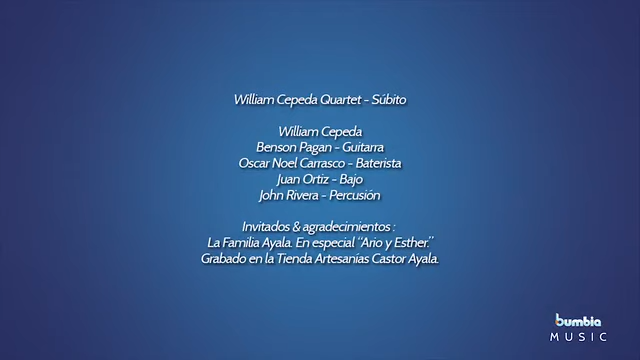 William Cepeda Quartet - Súbito
William Cepeda
Benson Pagan - Guitarra
Oscar Noel Carrasco - Baterista
Juan Ortiz - Bajo
John Rivera - Percusión
Invitados & agradecimientos :
La Familia Ayala. En especial “Ario y Esther.”
Grabado en la Tienda Artesanías Castor Ayala.
bumbia
MUSIC